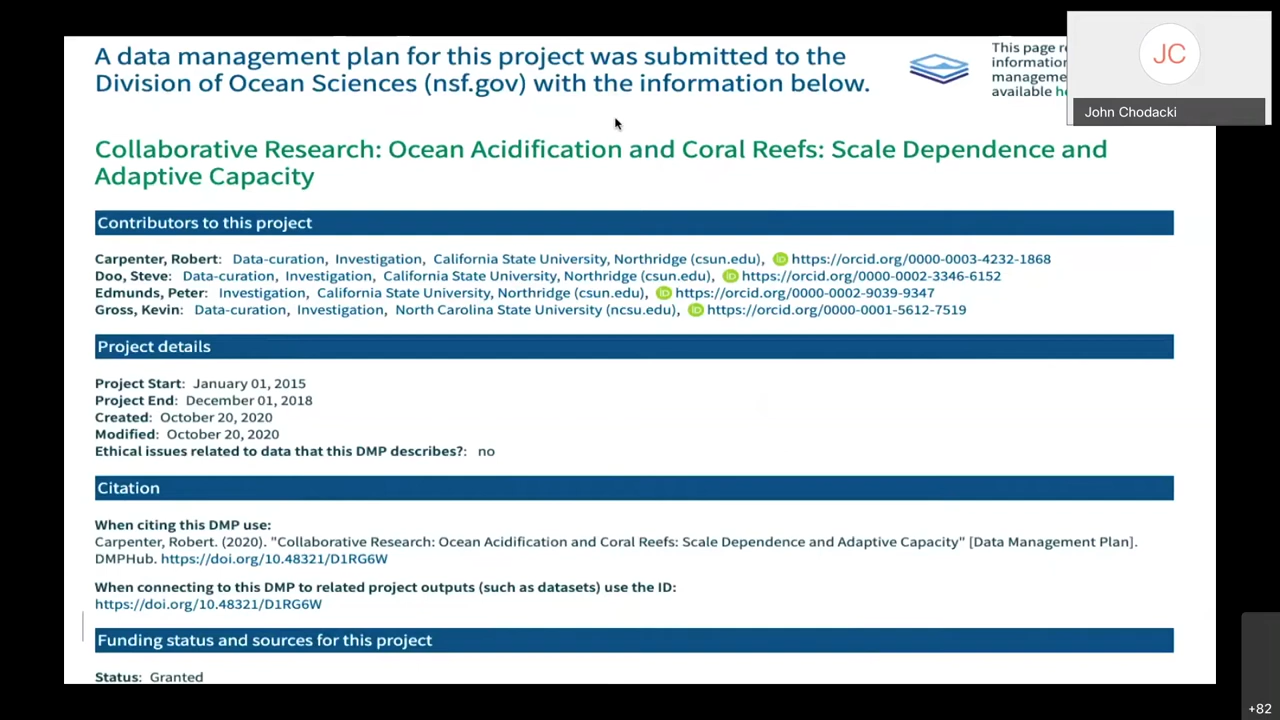 A data management plan for this project was submitted to the
Division of Ocean Sciences (nsf.gov) with the information below.
This page
information
available
JC
John Chodacki
Collaborative Research: Ocean Acidification and Coral Reefs: Scale Dependence and
Adaptive Capacity
Contributors to this project
Carpenter, Robert: Data-curation, Investigation, California State University, Northridge (csun.edu), iD https://orcid.org/0000-0003-4232-1868
Doo, Steve: Data-curation, Investigation, California State University, Northridge (csun.edu), iD https://orcid.org/0000-0002-3346-6152
Edmunds, Peter: Investigation, California State University, Northridge (csun.edu), iD https://orcid.org/0000-0002-9039-9347
Gross, Kevin: Data-curation, Investigation, North Carolina State University (ncsu.edu), iD https://orcid.org/0000-0001-5612-7519
Project details
Project Start: January 01, 2015
Project End: December 01, 2018
Created: October 20, 2020
Modified: October 20, 2020
Ethical issues related to data that this DMP describes?: no
Citation
When citing this DMP use:
Carpenter, Robert. (2020). "Collaborative Research: Ocean Acidification and Coral Reefs: Scale Dependence and Adaptive Capacity" [Data Management Plan].
DMPHub. https://doi.org/10.48321/D1RG6W
When connecting to this DMP to related project outputs (such as datasets) use the ID:
https://doi.org/10.48321/D1RG6W
Funding status and sources for this project
Status: Granted
+82